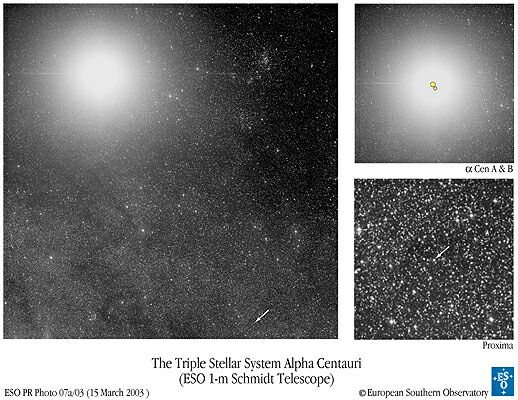 α Cen A & B
Proxima
The Triple Stellar System Alpha Centauri
(ESO 1-m Schmidt Telescope)
ESO PR Photo 07a/03 (15 March 2003 )
© European Southern Observatory
E
S
O